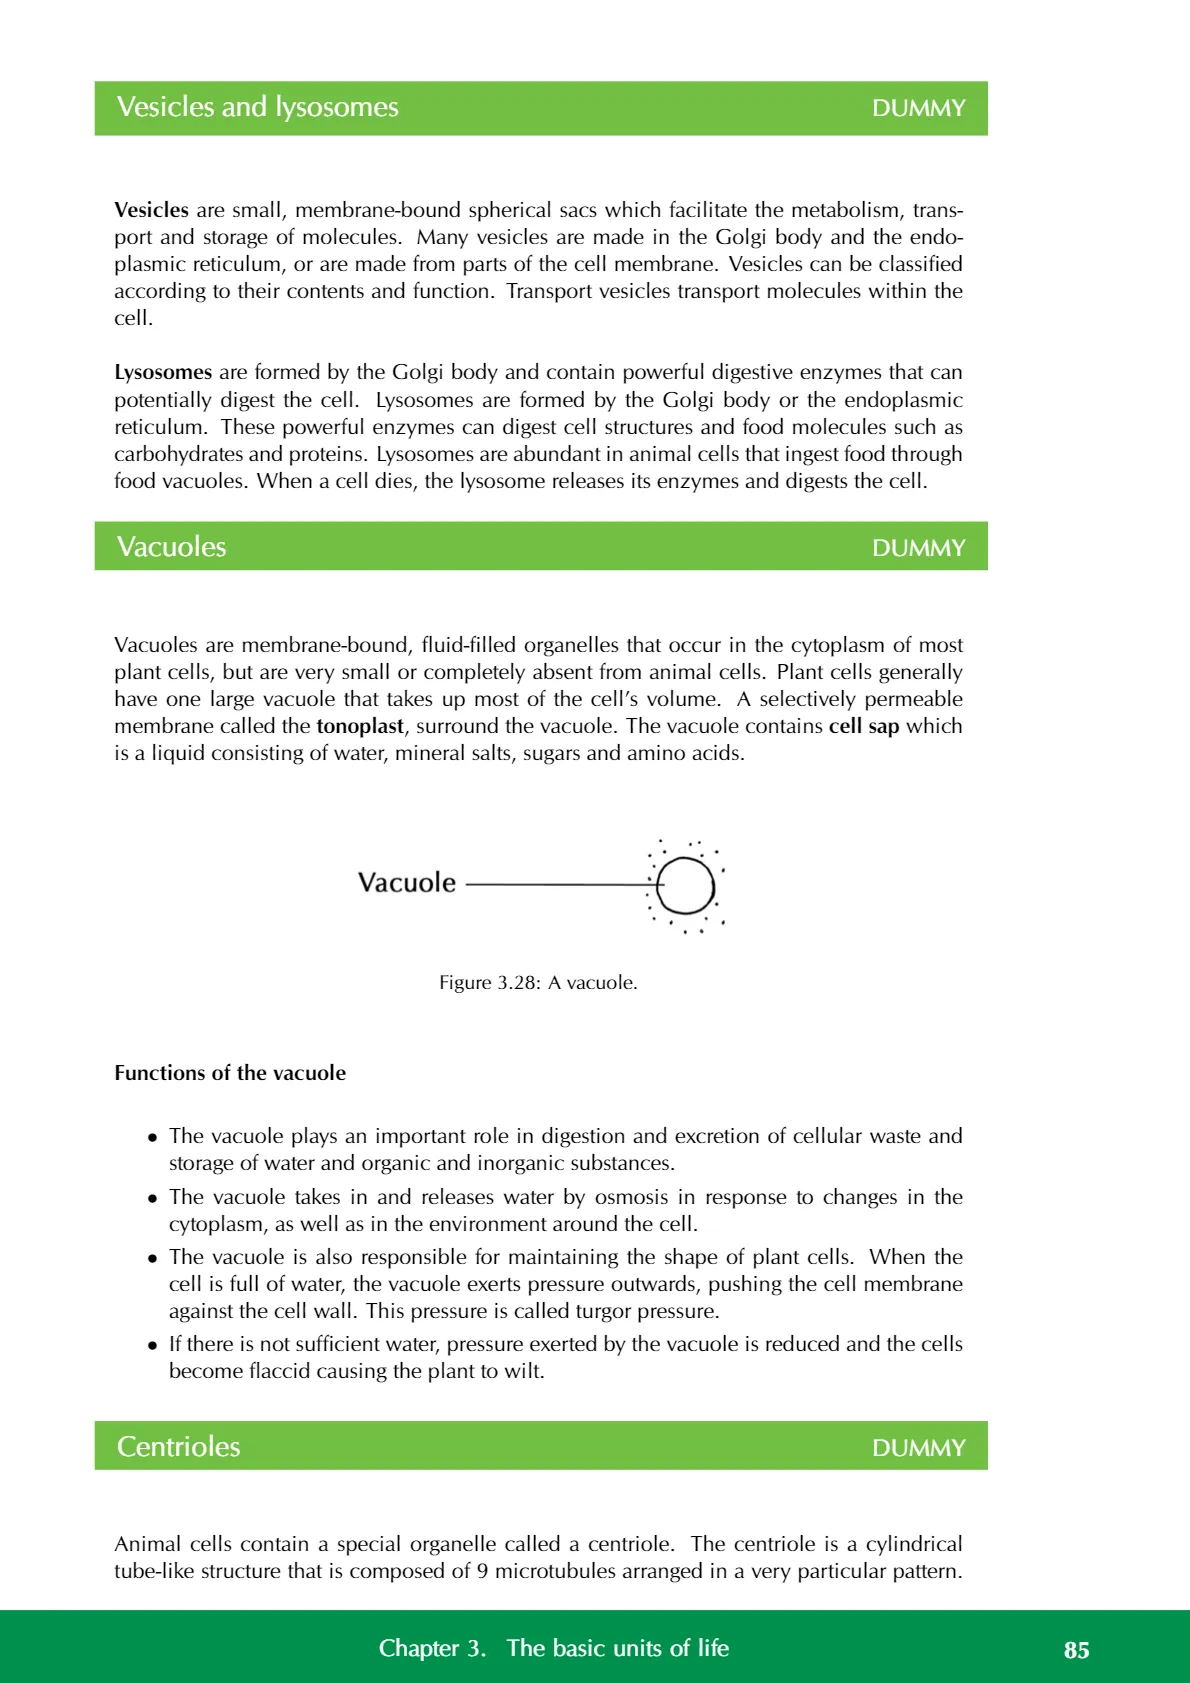 Vesicles and lysosomes DUMMY
Vesicles are small, membrane-bound spherical sacs which facilitate the metabolism, trans-
port and storage of molecules. Many vesicles are made in the Golgi body and the endo-
plasmic reticulum, or are made from parts of the cell membrane. Vesicles can be classified
according to their contents and function. Transport vesicles transport molecules within the
cell.
Lysosomes are formed by the Golgi body and contain powerful digestive enzymes that can
potentially digest the cell. Lysosomes are formed by the Golgi body or the endoplasmic
reticulum. These powerful enzymes can digest cell structures and food molecules such as
carbohydrates and proteins. Lysosomes are abundant in animal cells that ingest food through
food vacuoles. When a cell dies, the lysosome releases its enzymes and digests the cell.
Vacuoles DUMMY
Vacuoles are membrane-bound, fluid-filled organelles that occur in the cytoplasm of most
plant cells, but are very small or completely absent from animal cells. Plant cells generally
have one large vacuole that takes up most of the cell's volume. A selectively permeable
membrane called the tonoplast, surround the vacuole. The vacuole contains cell sap which
is a liquid consisting of water, mineral salts, sugars and amino acids.
Vacuole
Figure 3.28: A vacuole.
Functions of the vacuole
• The vacuole plays an important role in digestion and excretion of cellular waste and
storage of water and organic and inorganic substances.
• The vacuole takes in and releases water by osmosis in response to changes in the
cytoplasm, as well as in the environment around the cell.
• The vacuole is also responsible for maintaining the shape of plant cells. When the
cell is full of water, the vacuole exerts pressure outwards, pushing the cell membrane
against the cell wall. This pressure is called turgor pressure.
• If there is not sufficient water, pressure exerted by the vacuole is reduced and the cells
become flaccid causing the plant to wilt.
Centrioles DUMMY
Animal cells contain a special organelle called a centriole. The centriole is a cylindrical
tube-like structure that is composed of 9 microtubules arranged in a very particular pattern.
Chapter 3. The basic units of life 85